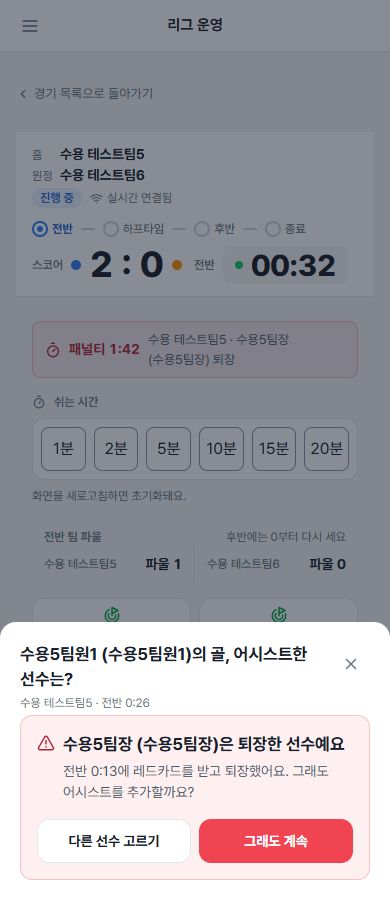 리그 운영
경기 목록으로 돌아가기
홈 수용 테스트팀5
원정 수용 테스트팀6
진행 중 실시간 연결됨
전반 하프타임 후반 종료
스코어 2 : 0 전반 00:32
패널티 1:42 수용 테스트팀5 · 수용5팀장
(수용5팀장) 퇴장
쉬는 시간
1분 2분 5분 10분 15분 20분
화면을 새로고침하면 초기화돼요.
전반 팀 파울 후반에는 0부터 다시 세요
수용 테스트팀5 파울 1 수용 테스트팀6 파울 0
수용5팀원1 (수용5팀원1)의 골, 어시스트한
선수는?
수용 테스트팀5 · 전반 0:26
수용5팀장 (수용5팀장)은 퇴장한 선수예요
전반 0:13에 레드카드를 받고 퇴장했어요. 그래도
어시스트를 추가할까요?
다른 선수 고르기 그래도 계속